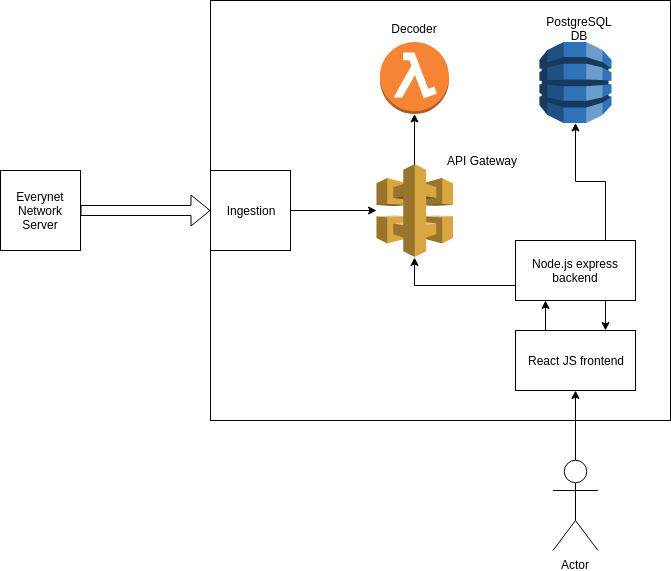 Decoder
PostgreSQL
DB
API Gateway
Everynet
Network
Server
Ingestion
Node.js express
backend
React JS frontend
Actor